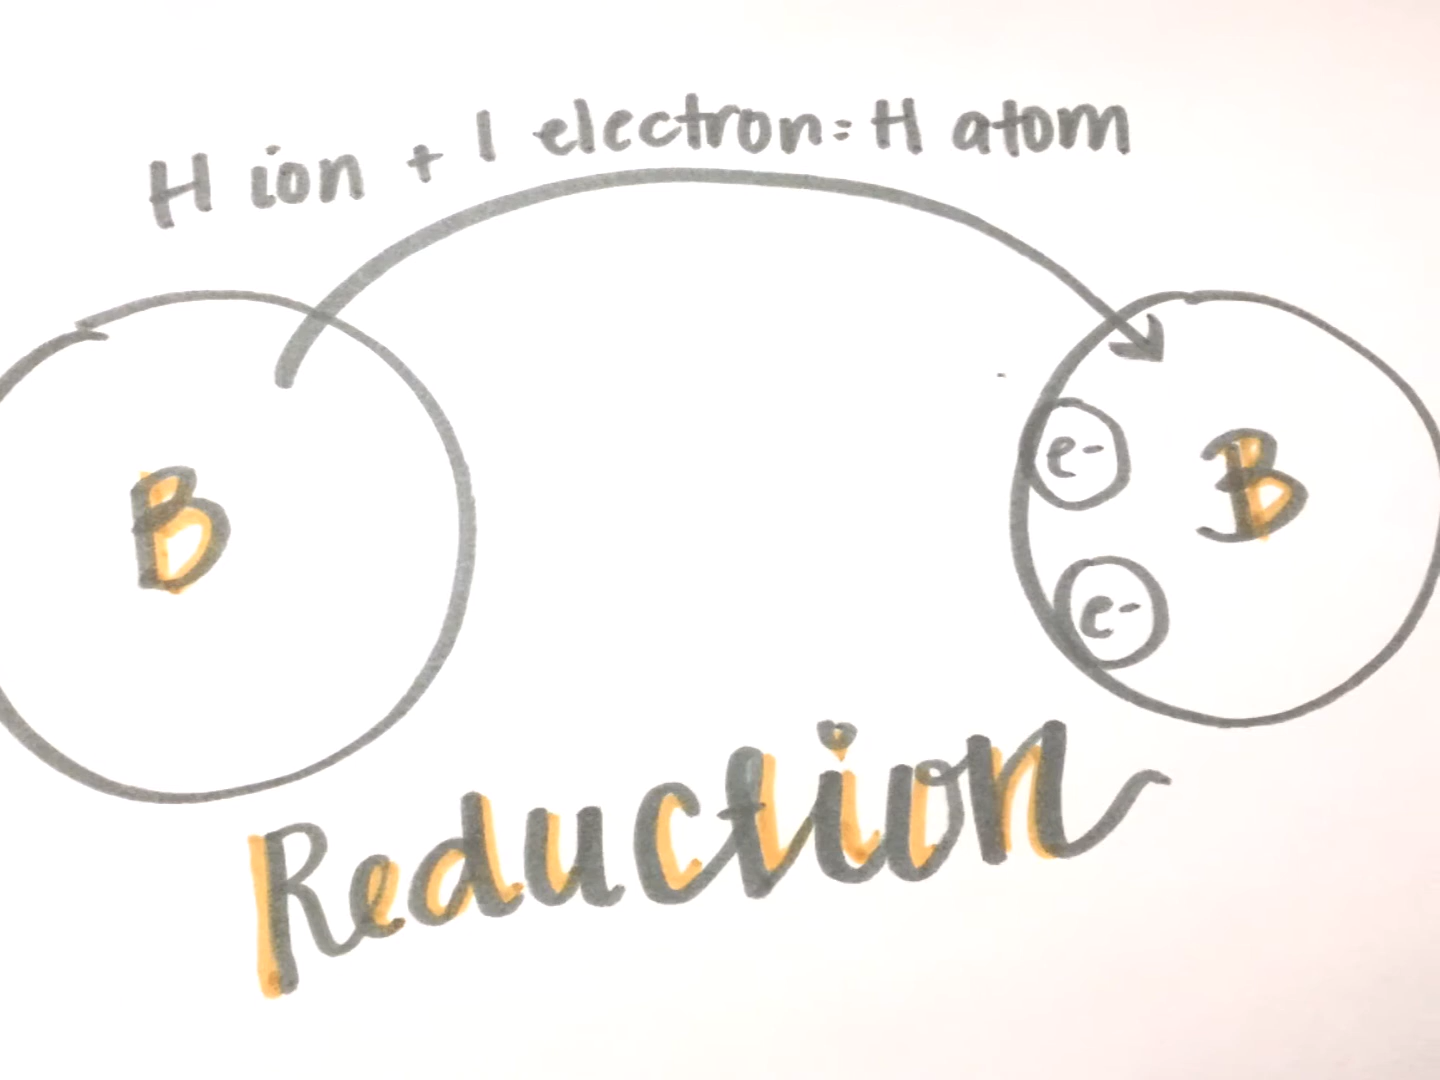 H ion + 1 electron = H atom
B
e-
B
e-
Reduction